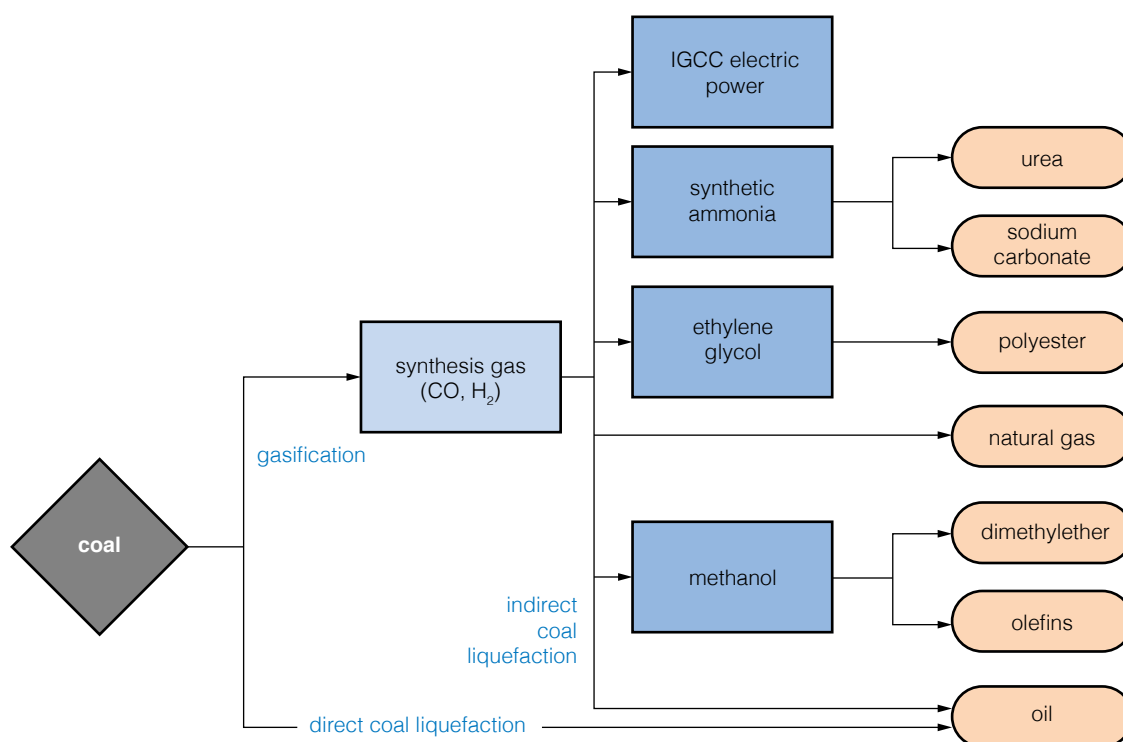 IGCC electric
power
urea
synthetic
ammonia
sodium
carbonate
ethylene
glycol
polyester
synthesis gas
(CO, H₂)
natural gas
gasification
coal
dimethylether
methanol
indirect
coal
liquefaction
olefins
oil
direct coal liquefaction